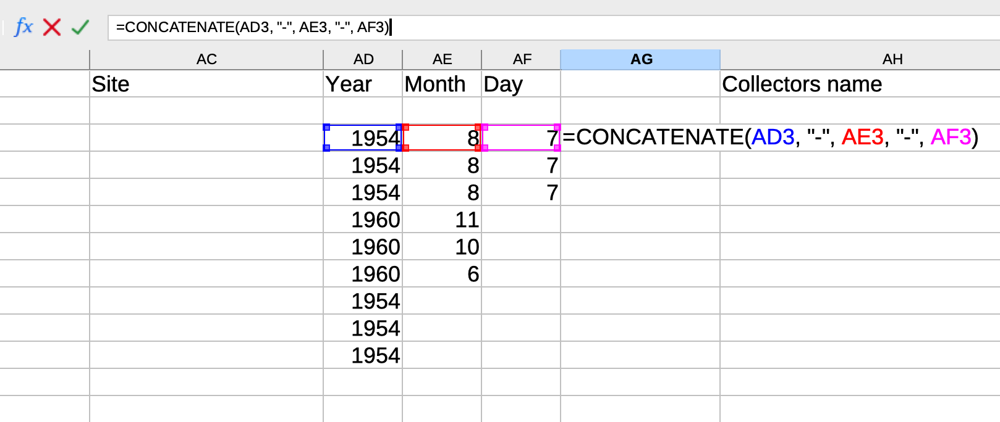 fx =CONCATENATE(AD3, "-", AE3, "-", AF3)
AC AD AE AF AG AH
Site Year Month Day Collectors name
1954 8 7 =CONCATENATE(AD3, "-", AE3, "-", AF3)
1954 8 7
1954 8 7
1960 11
1960 10
1960 6
1954
1954
1954